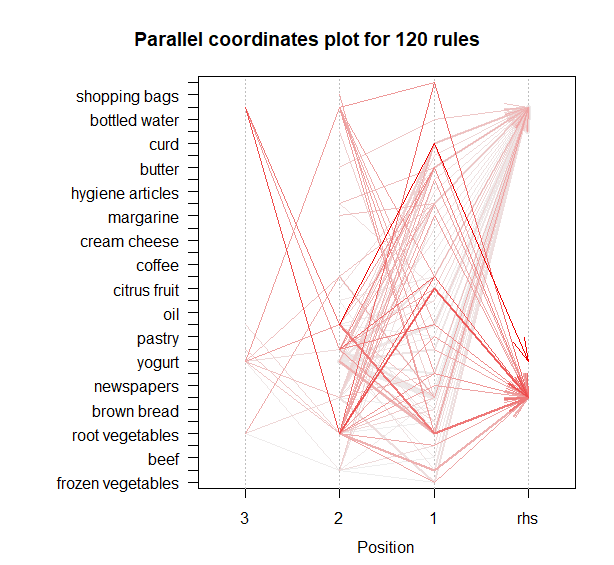 Parallel coordinates plot for 120 rules
shopping bags
bottled water
curd
butter
hygiene articles
margarine
cream cheese
coffee
citrus fruit
oil
pastry
yogurt
newspapers
brown bread
root vegetables
beef
frozen vegetables
3 2 1 rhs
Position